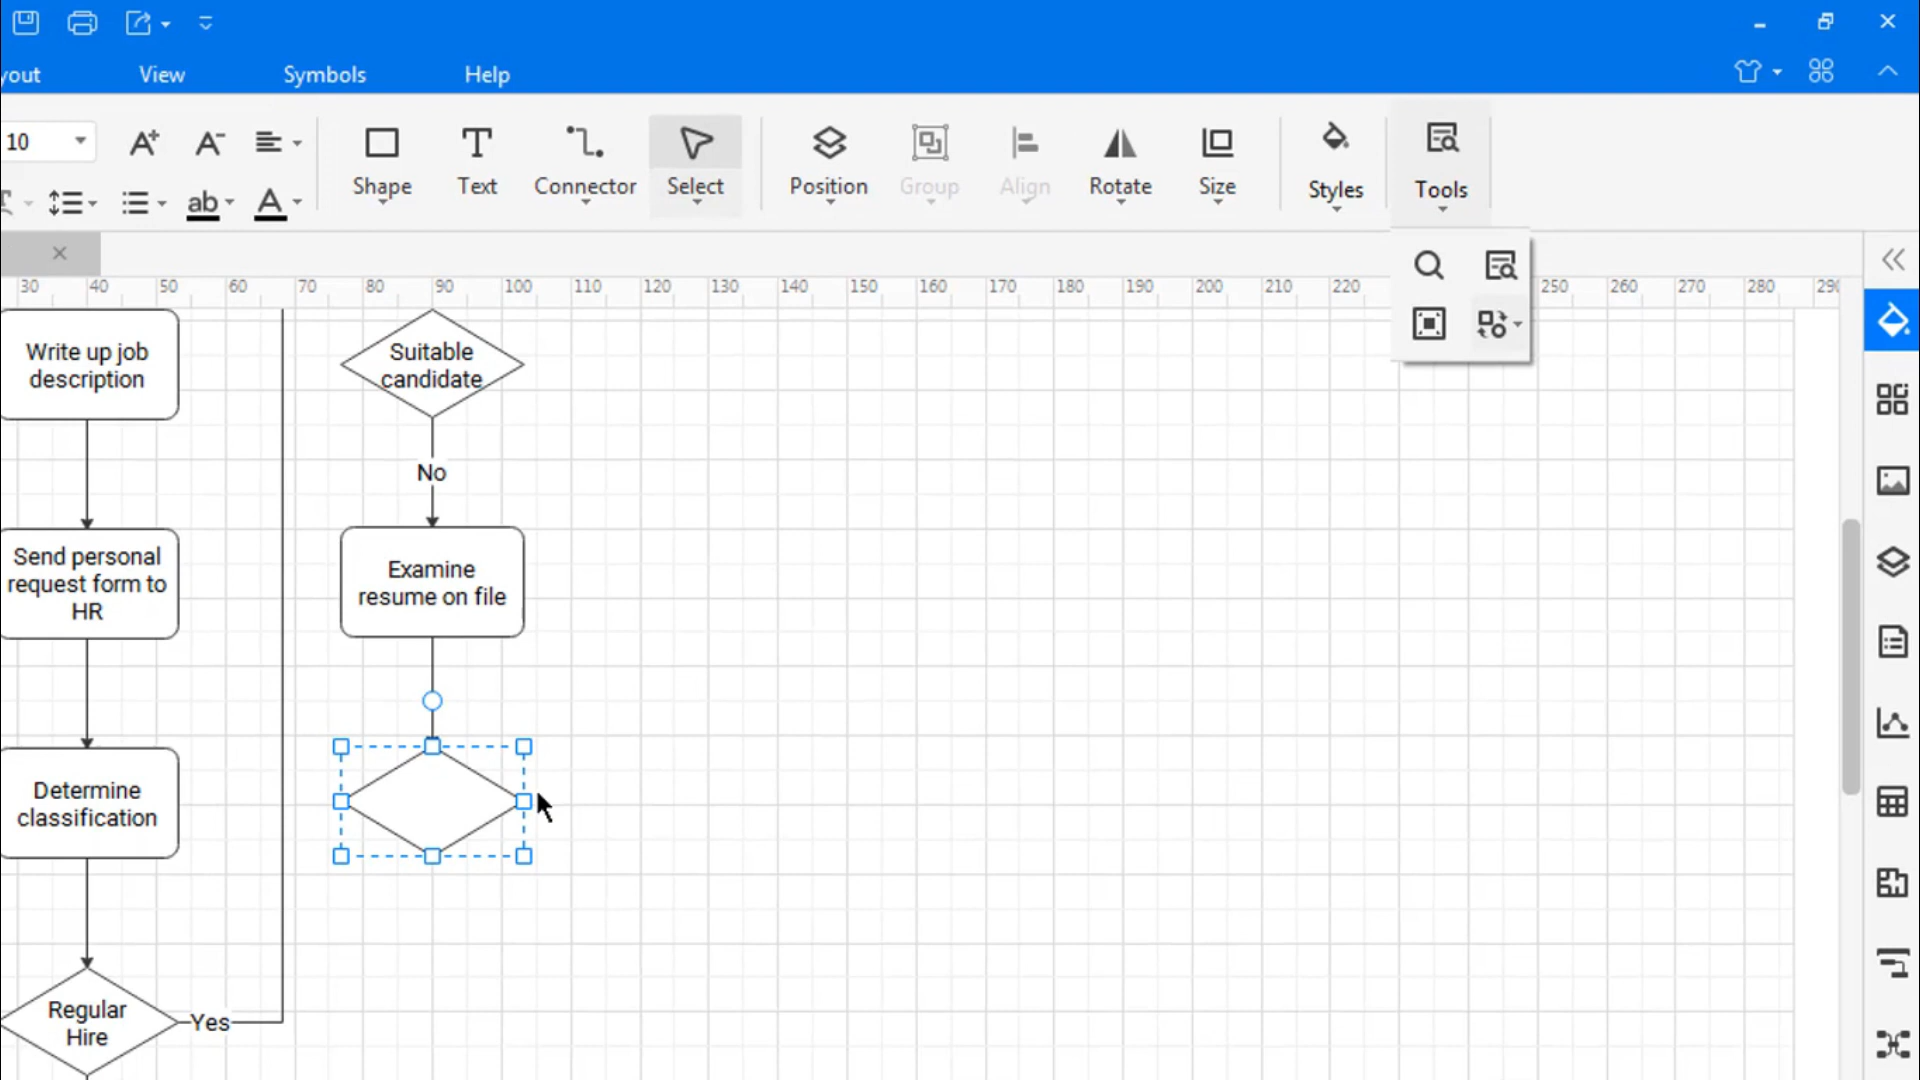 yout View Symbols Help
10
Shape Text Connector Select Position Group Align Rotate Size Styles Tools
ab A
30 40 50 60 70 80 90 100 110 120 130 140 150 160 170 180 190 200 210 220 250 260 270 280 290
Write up job
description
Suitable
candidate
No
Send personal
request form to
HR
Examine
resume on file
Determine
classification
Regular
Hire
Yes